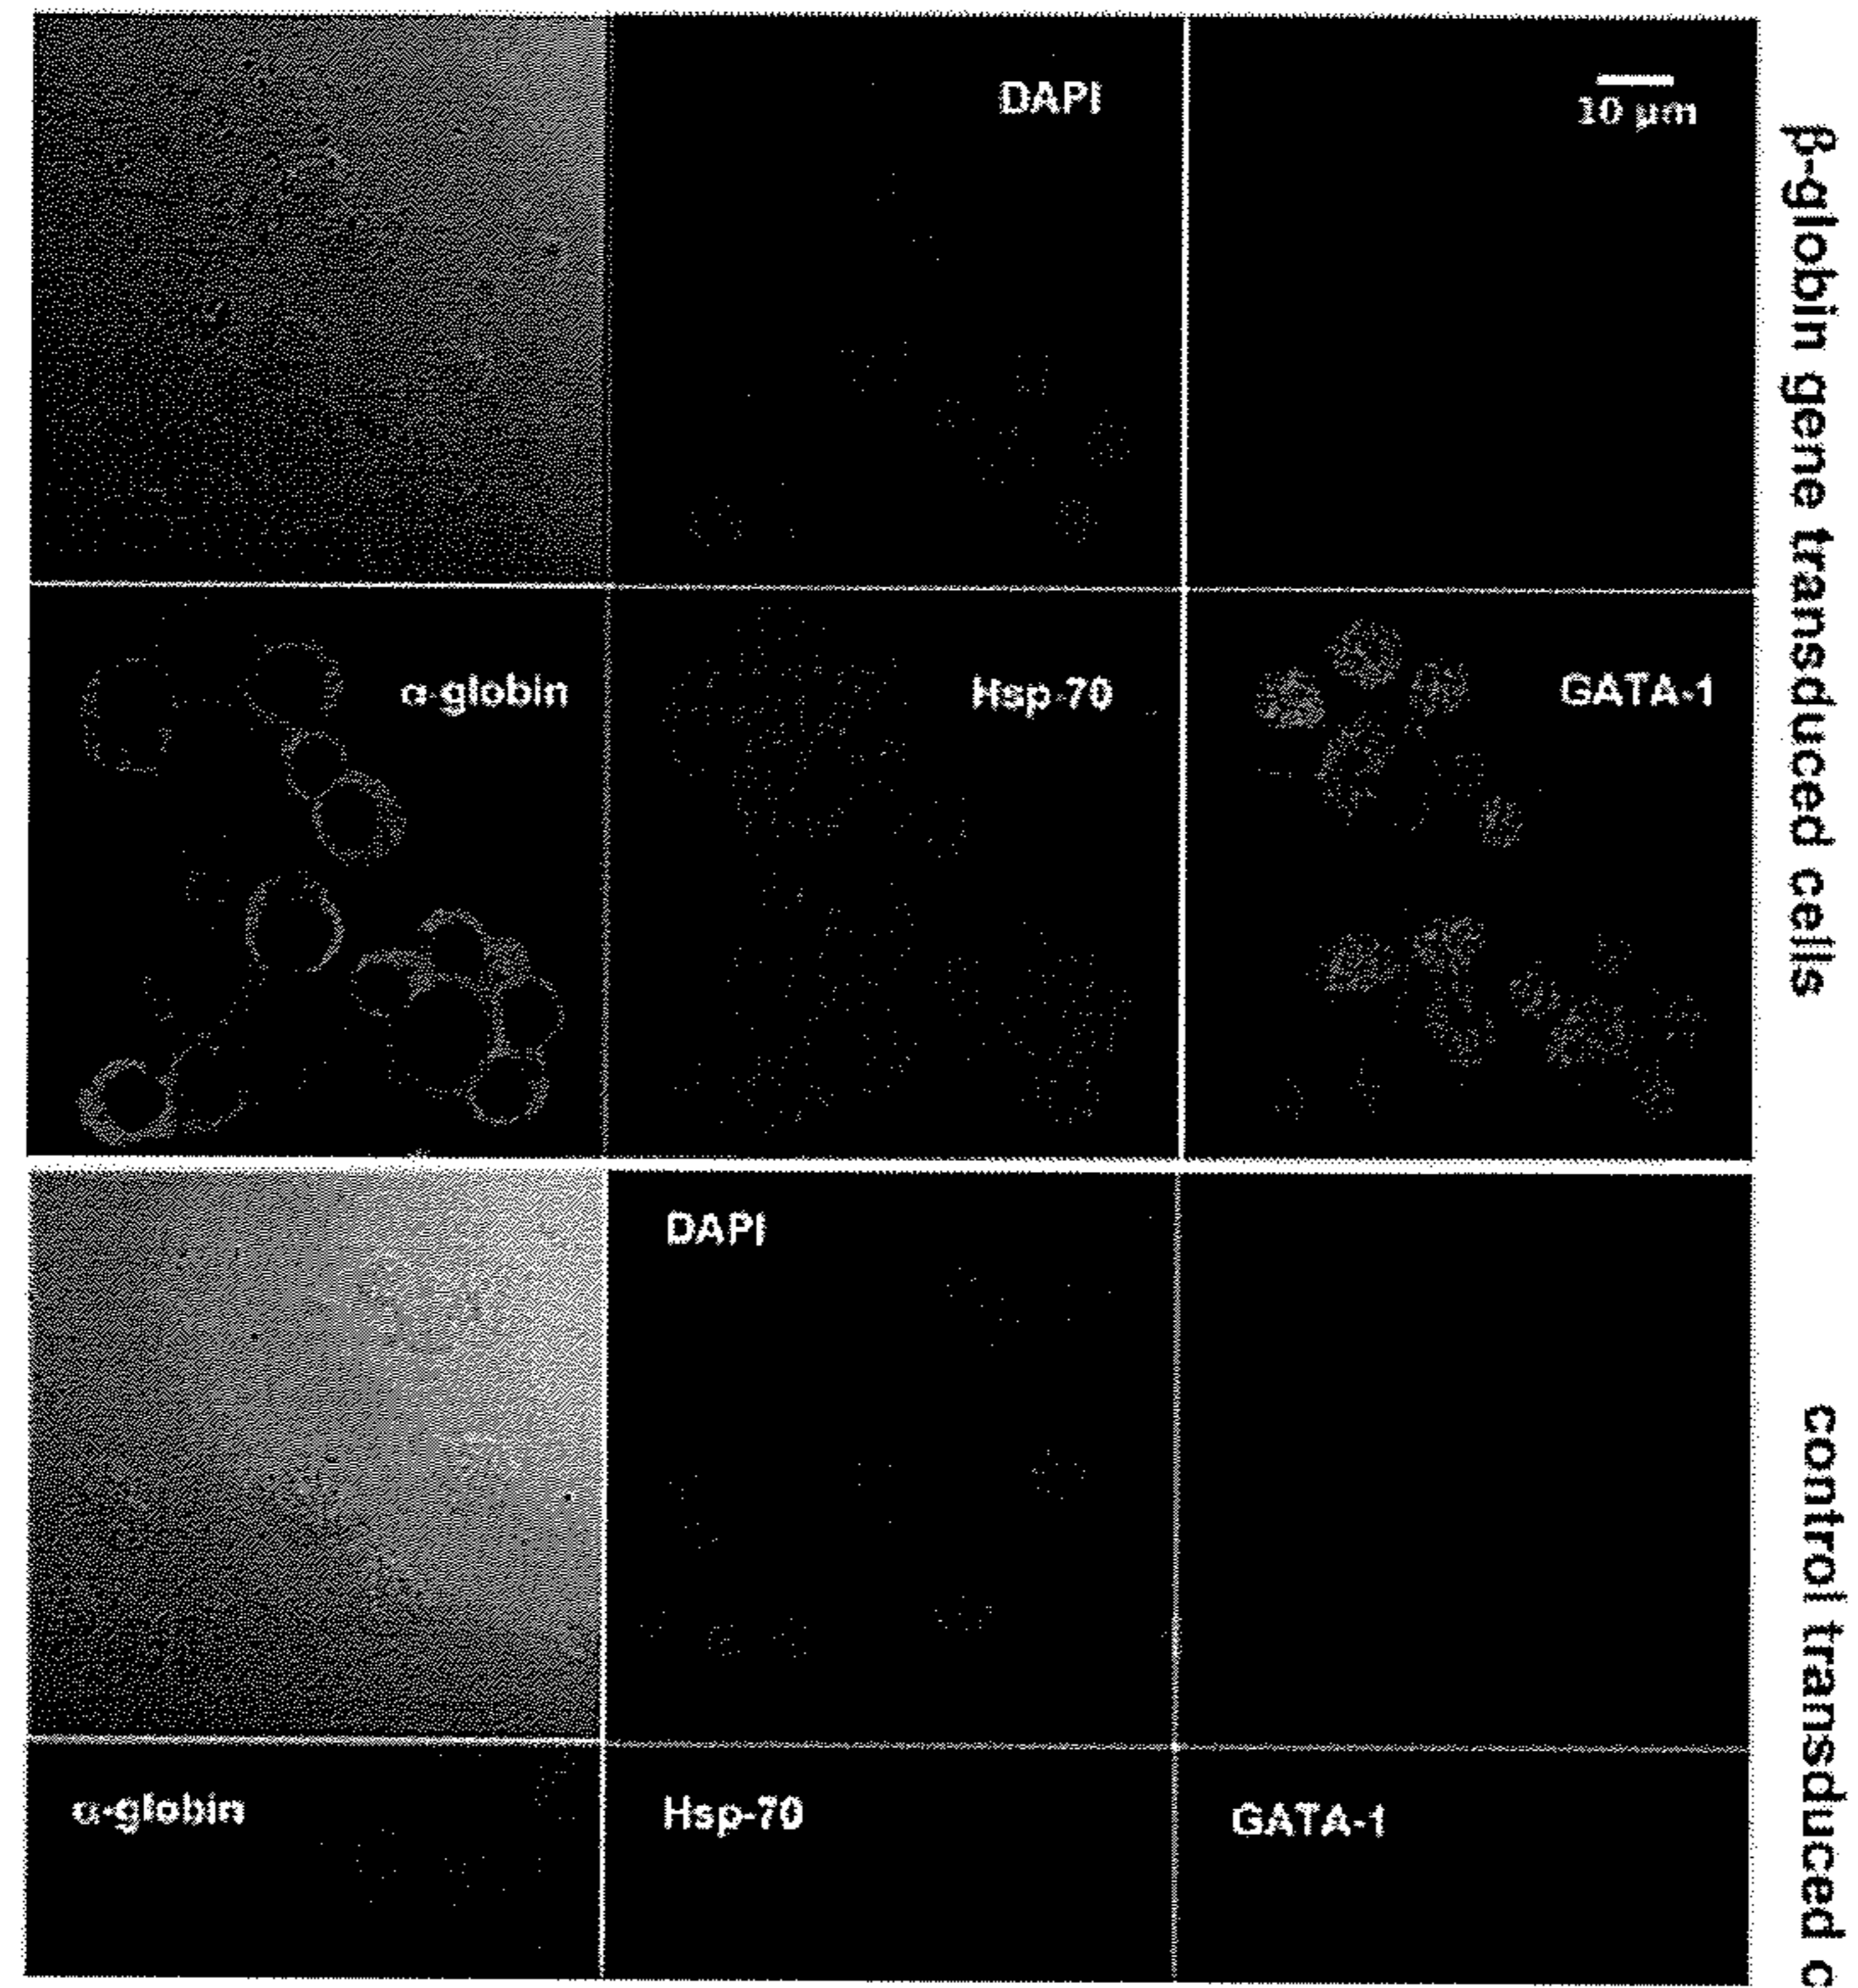 DAPI
10 µm
α-globin
Hsp-70
GATA-1
β-globin gene transduced cells
DAPI
α-globin
Hsp-70
GATA-1
control transduced c